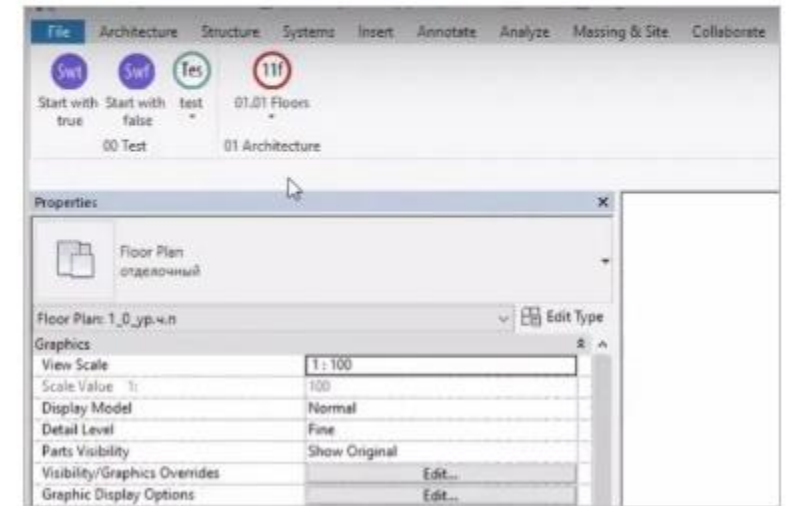 File Architecture Structure Systems Insert Annotate Analyze Massing & Site Collaborate
Swt Swf Tes 11f
Start with true Start with false test 01.01 Floors
00 Test 01 Architecture
Properties
Floor Plan
отделочный
Floor Plan: 1_0_ур.ч.п Edit Type
Graphics
View Scale 1 : 100
Scale Value 1: 100
Display Model Normal
Detail Level Fine
Parts Visibility Show Original
Visibility/Graphics Overrides Edit...
Graphic Display Options Edit...